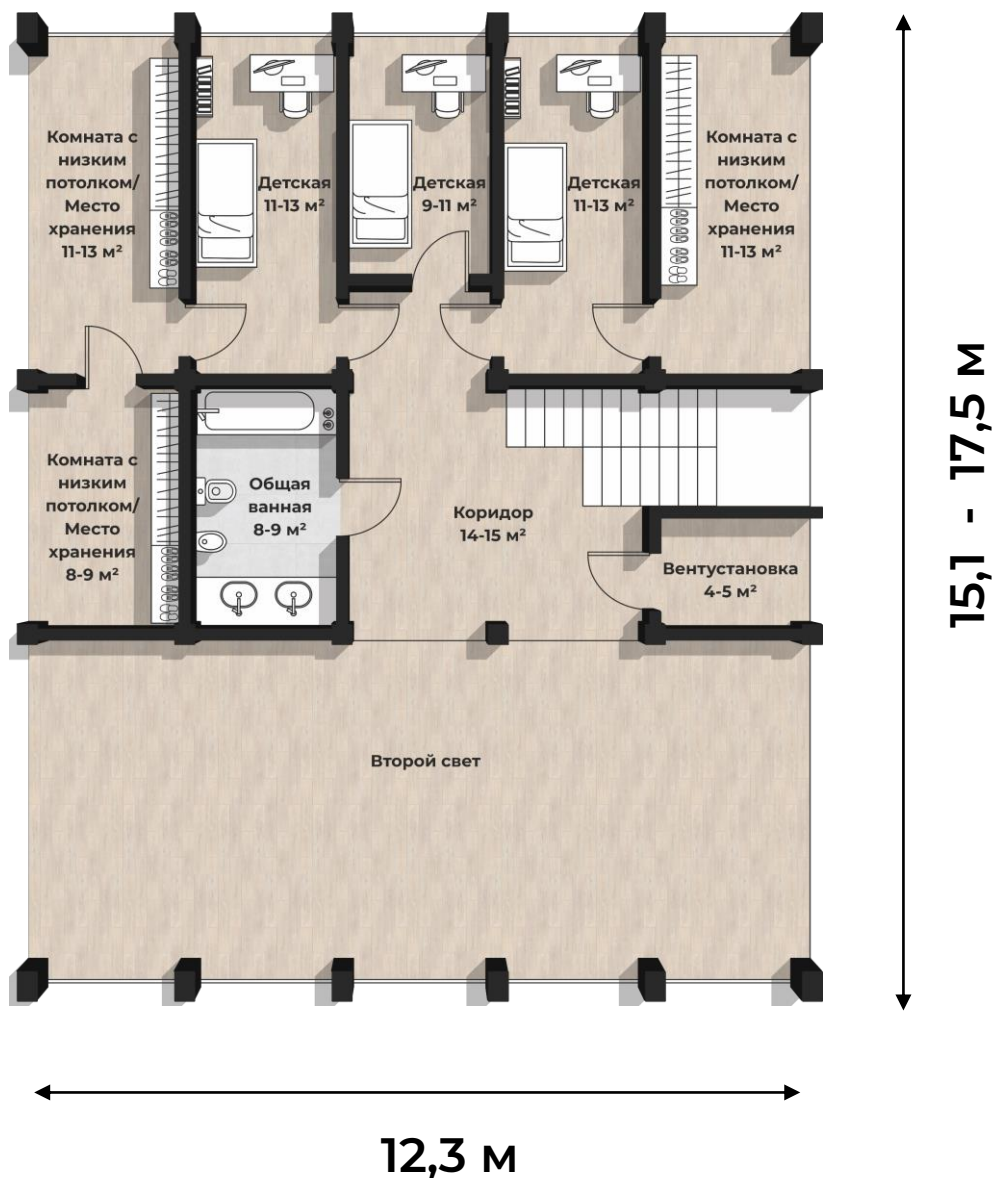 Комната с
низким
потолком/
Место
хранения
11-13 м²
Детская
11-13 м²
Детская
9-11 м²
Детская
11-13 м²
Комната с
низким
потолком/
Место
хранения
11-13 м²
Комната с
низким
потолком/
Место
хранения
8-9 м²
Общая
ванная
8-9 м²
Коридор
14-15 м²
Вентустановка
4-5 м²
Второй свет
15,1 - 17,5 м
12,3 м